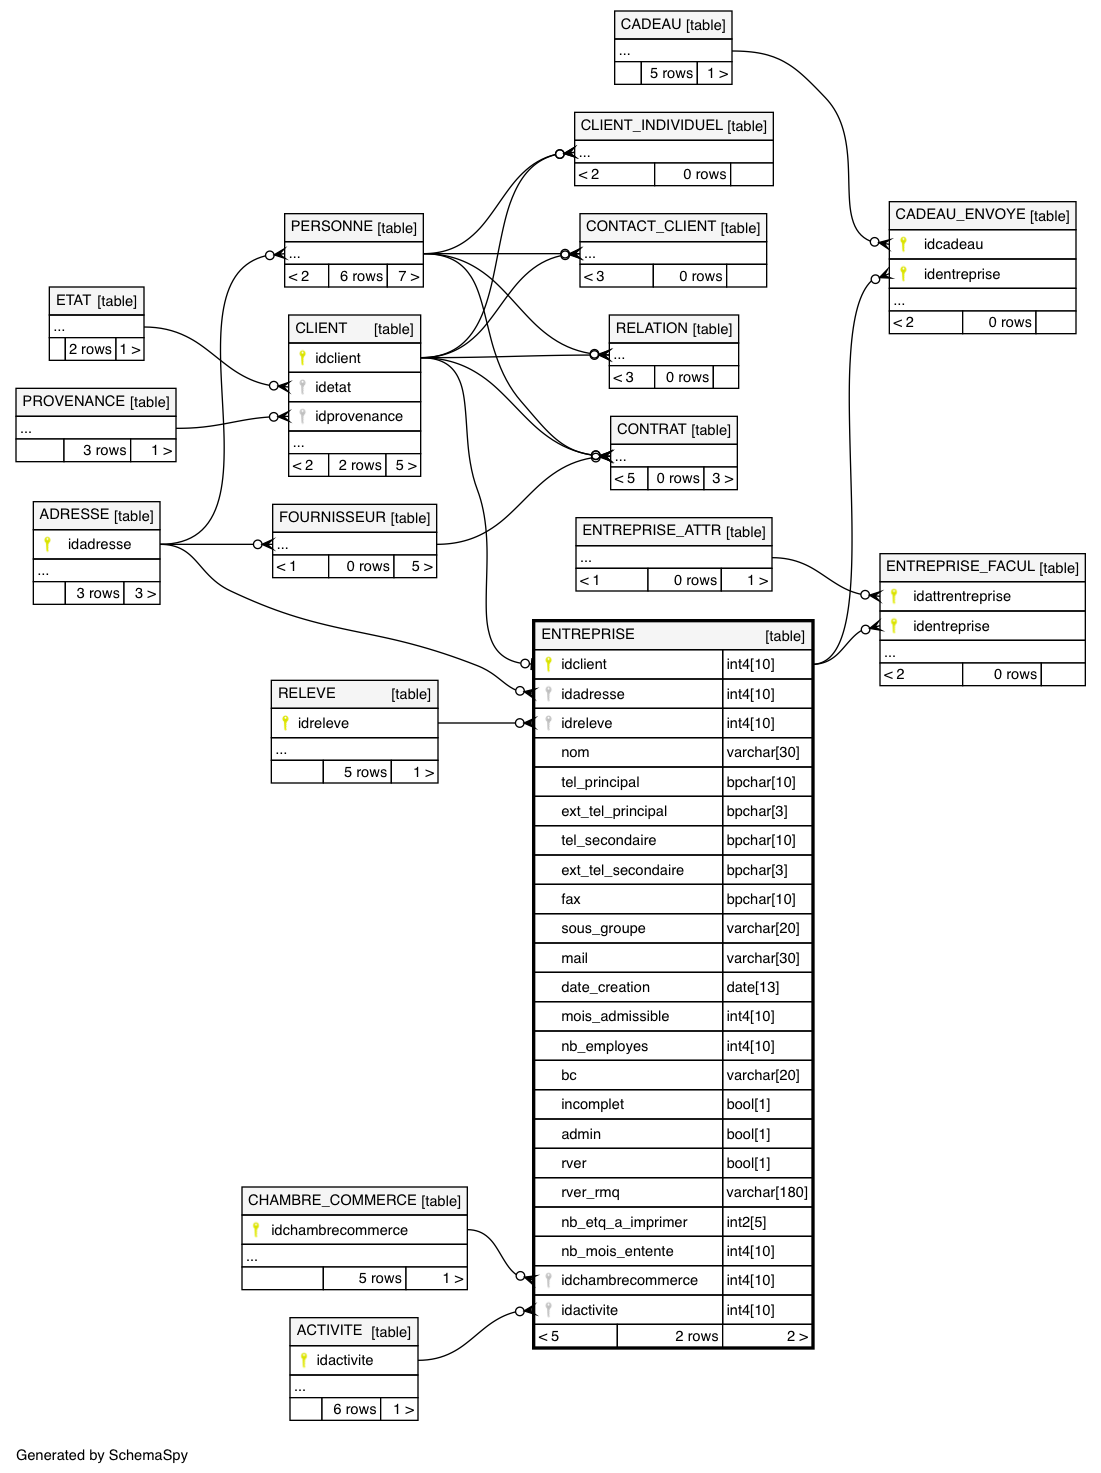 CADEAU [table]
...
5 rows 1 >
CLIENT_INDIVIDUEL [table]
...
< 2 0 rows
PERSONNE [table]
...
< 2 6 rows 7 >
CONTACT_CLIENT [table]
...
< 3 0 rows
CADEAU_ENVOYE [table]
idcadeau
identreprise
...
< 2 0 rows
ETAT [table]
...
2 rows 1 >
CLIENT [table]
idclient
idetat
idprovenance
...
< 2 2 rows 5 >
RELATION [table]
...
< 3 0 rows
PROVENANCE [table]
...
3 rows 1 >
CONTRAT [table]
...
< 5 0 rows 3 >
ADRESSE [table]
idadresse
...
3 rows 3 >
FOURNISSEUR [table]
...
< 1 0 rows 5 >
ENTREPRISE_ATTR [table]
...
< 1 0 rows 1 >
ENTREPRISE_FACUL [table]
idattrentreprise
identreprise
...
< 2 0 rows
RELEVE [table]
idreleve
...
5 rows 1 >
ENTREPRISE [table]
idclient int4[10]
idadresse int4[10]
idreleve int4[10]
nom varchar[30]
tel_principal bpchar[10]
ext_tel_principal bpchar[3]
tel_secondaire bpchar[10]
ext_tel_secondaire bpchar[3]
fax bpchar[10]
sous_groupe varchar[20]
mail varchar[30]
date_creation date[13]
mois_admissible int4[10]
nb_employes int4[10]
bc varchar[20]
incomplet bool[1]
admin bool[1]
rver bool[1]
rver_rmq varchar[180]
nb_etq_a_imprimer int2[5]
nb_mois_entente int4[10]
idchambrecommerce int4[10]
idactivite int4[10]
< 5 2 rows 2 >
CHAMBRE_COMMERCE [table]
idchambrecommerce
...
5 rows 1 >
ACTIVITE [table]
idactivite
...
6 rows 1 >
Generated by SchemaSpy